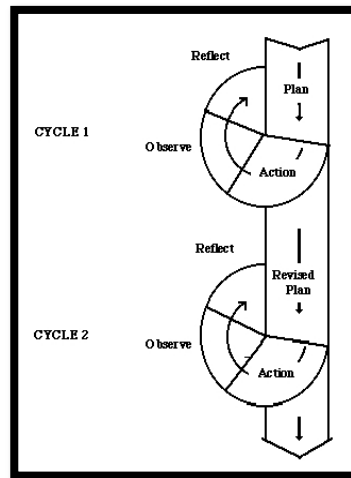 Reflect
Plan
CYCLE 1
Observe
Action
Reflect
Revised
Plan
CYCLE 2
Observe
Action